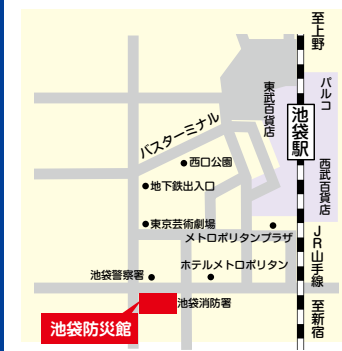 至上野
パルコ
東武百貨店
池袋駅
バスターミナル
西口公園
西武百貨店
地下鉄出入口
東京芸術劇場
メトロポリタンプラザ
JR山手線
ホテルメトロポリタン
池袋警察署
池袋消防署
至新宿
池袋防災館